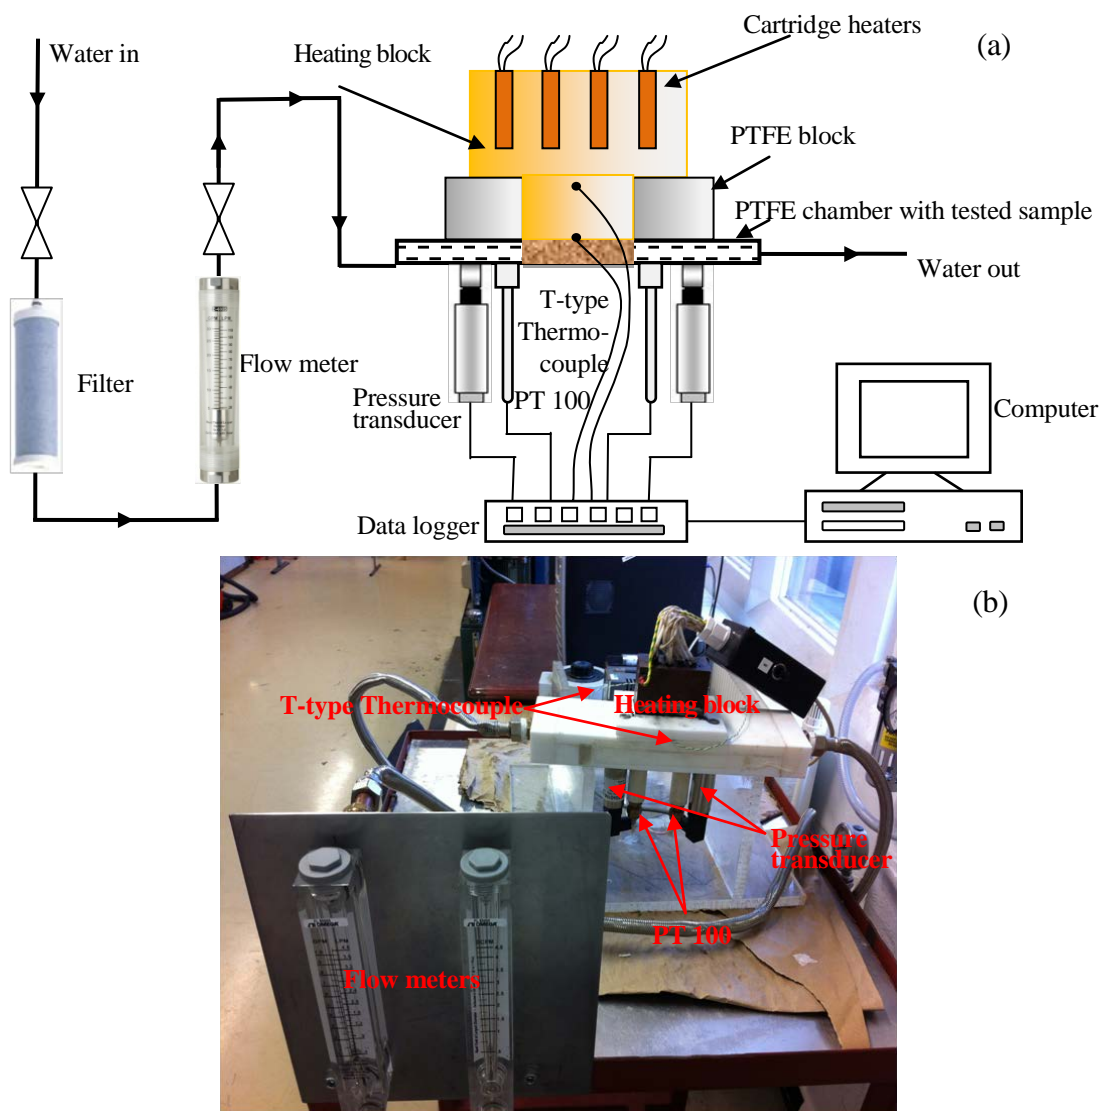 Cartridge heaters
(a)
Water in
Heating block
PTFE block
PTFE chamber with tested sample
Water out
T-type
Thermo-
couple
Flow meter
Filter
Pressure
transducer
PT 100
Computer
Data logger
(b)
T-type Thermocouple
Heating block
Pressure
transducer
PT 100
Flow meters